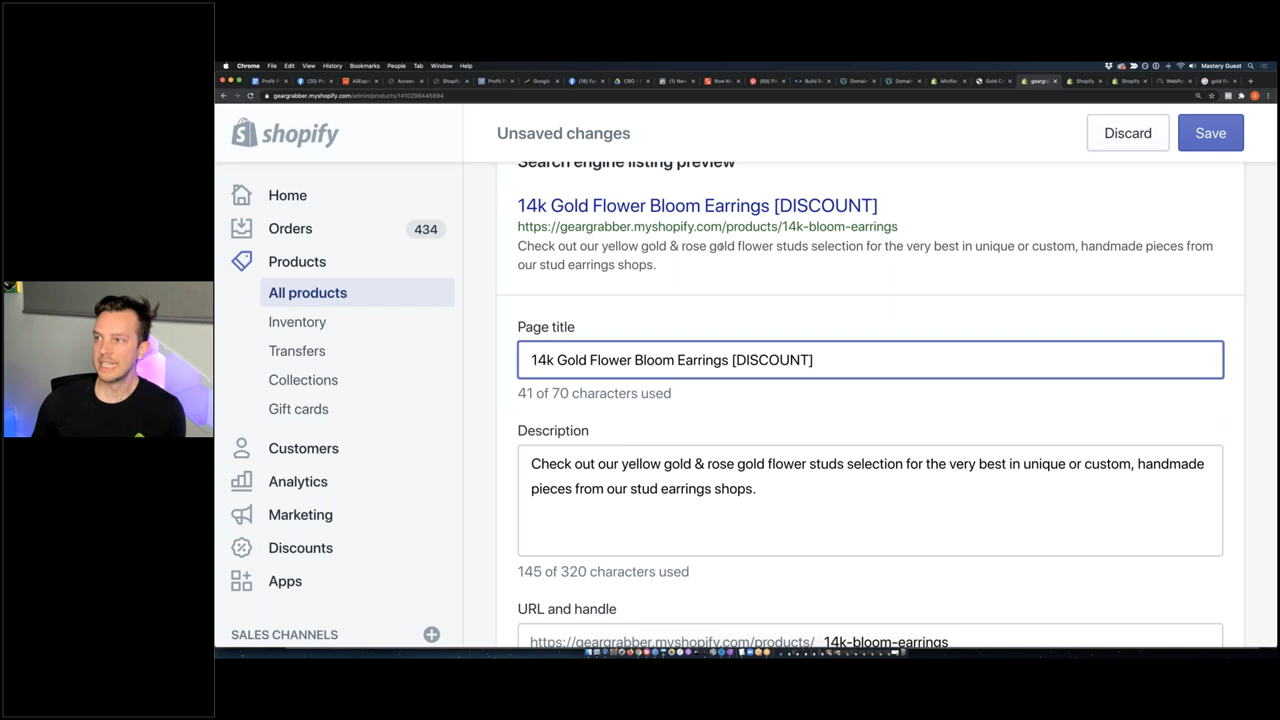 Chrome File Edit View History Bookmarks People Tab Window Help
Mastery Guest
geargrabber.myshopify.com/admin/products/1410298445894
shopify
Unsaved changes
Discard
Save
Home
Orders
434
Products
All products
Inventory
Transfers
Collections
Gift cards
Customers
Analytics
Marketing
Discounts
Apps
SALES CHANNELS
Search engine listing preview
14k Gold Flower Bloom Earrings [DISCOUNT]
https://geargrabber.myshopify.com/products/14k-bloom-earrings
Check out our yellow gold & rose gold flower studs selection for the very best in unique or custom, handmade pieces from
our stud earrings shops.
Page title
14k Gold Flower Bloom Earrings [DISCOUNT]
41 of 70 characters used
Description
Check out our yellow gold & rose gold flower studs selection for the very best in unique or custom, handmade
pieces from our stud earrings shops.
145 of 320 characters used
URL and handle
https://geargrabber.myshopify.com/products/ 14k-bloom-earrings